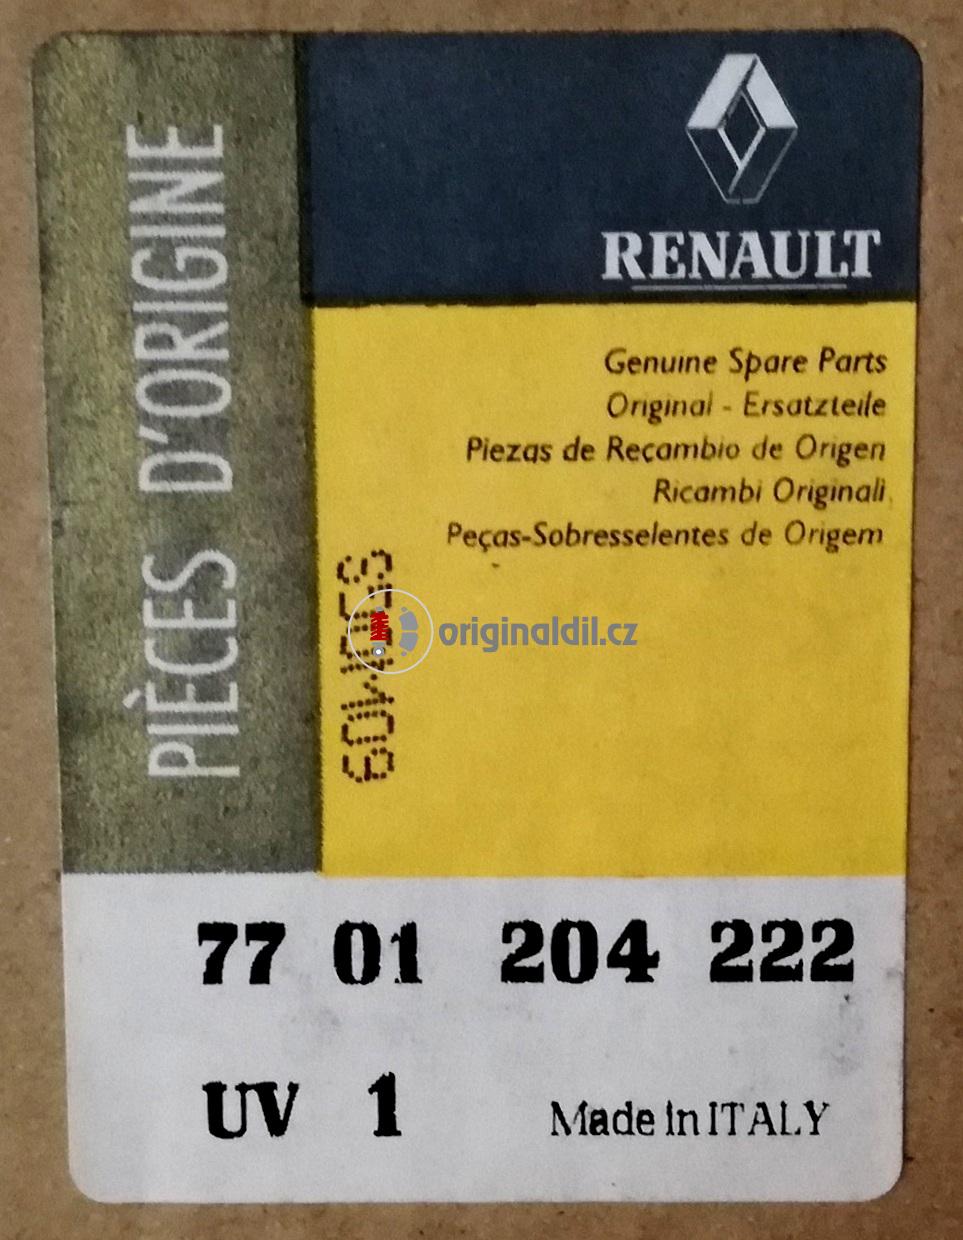 PIÈCES D'ORIGINE
RENAULT
Genuine Spare Parts
Original - Ersatzteile
Piezas de Recambio de Origen
Ricambi Originali
Peças-Sobresselentes de Origem
originaldil.cz
77 01 204 222
UV 1 Made in ITALY